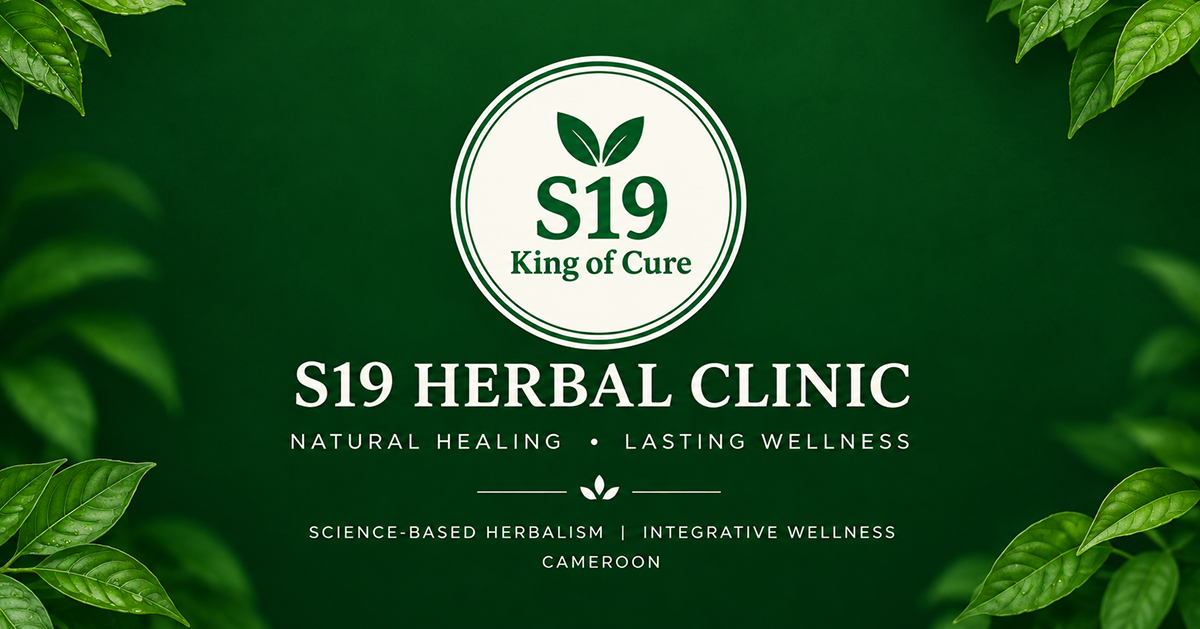 S19
King of Cure
S19 HERBAL CLINIC
NATURAL HEALING • LASTING WELLNESS
SCIENCE-BASED HERBALISM | INTEGRATIVE WELLNESS
CAMEROON